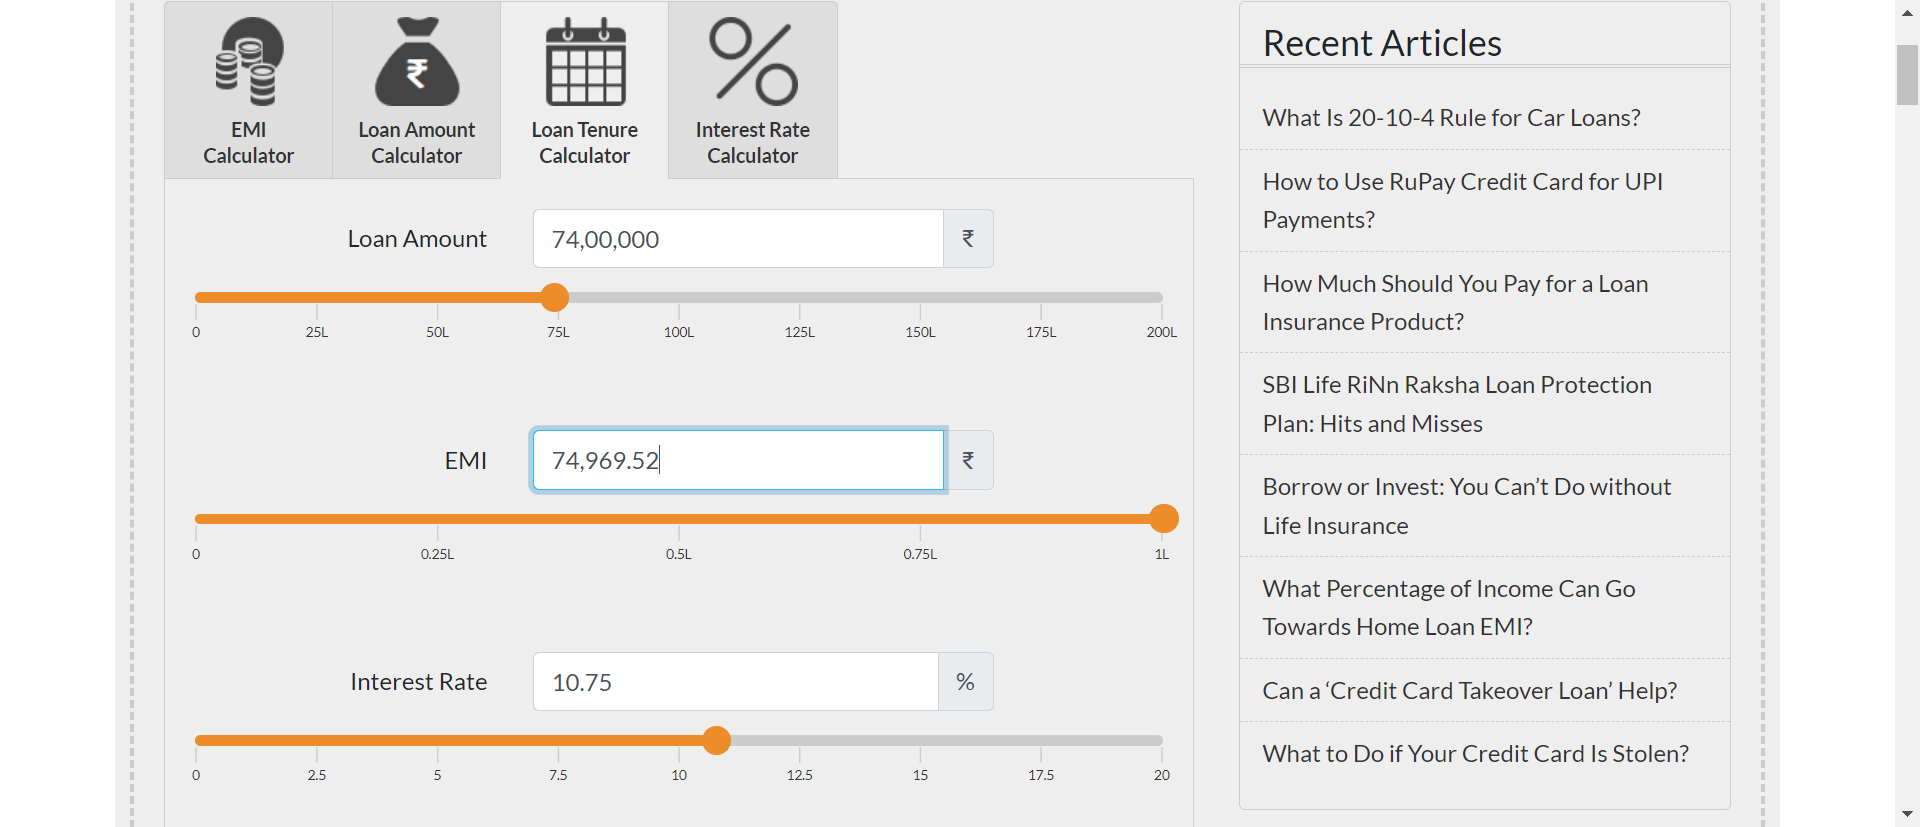 EMI
Calculator
Loan Amount
Calculator
Loan Tenure
Calculator
Interest Rate
Calculator
Loan Amount
74,00,000
₹
0 25L 50L 75L 100L 125L 150L 175L 200L
EMI
74,969.52
₹
0 0.25L 0.5L 0.75L 1L
Interest Rate
10.75
%
0 2.5 5 7.5 10 12.5 15 17.5 20
Recent Articles
What Is 20-10-4 Rule for Car Loans?
How to Use RuPay Credit Card for UPI
Payments?
How Much Should You Pay for a Loan
Insurance Product?
SBI Life RiNn Raksha Loan Protection
Plan: Hits and Misses
Borrow or Invest: You Can’t Do without
Life Insurance
What Percentage of Income Can Go
Towards Home Loan EMI?
Can a ‘Credit Card Takeover Loan’ Help?
What to Do if Your Credit Card Is Stolen?